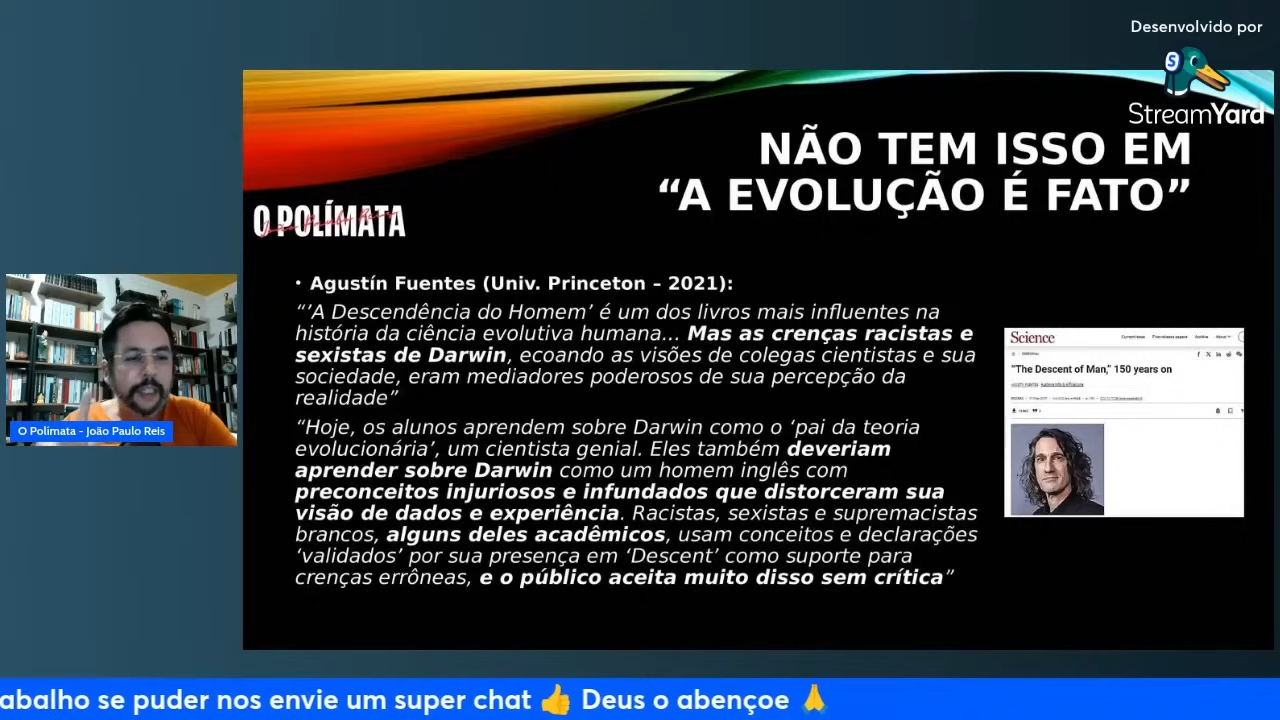 Desenvolvido por
StreamYard
NÃO TEM ISSO EM
“A EVOLUÇÃO É FATO”
O POLÍMATA
João Paulo Reis
• Agustín Fuentes (Univ. Princeton – 2021):
“’A Descendência do Homem’ é um dos livros mais influentes na
história da ciência evolutiva humana... Mas as crenças racistas e
sexistas de Darwin, ecoando as visões de colegas cientistas e sua
sociedade, eram mediadores poderosos de sua percepção da
realidade”
“Hoje, os alunos aprendem sobre Darwin como o ‘pai da teoria
evolucionária’, um cientista genial. Eles também deveriam
aprender sobre Darwin como um homem inglês com
preconceitos injuriosos e infundados que distorceram sua
visão de dados e experiência. Racistas, sexistas e supremacistas
brancos, alguns deles acadêmicos, usam conceitos e declarações
‘validados’ por sua presença em ‘Descent’ como suporte para
crenças errôneas, e o público aceita muito disso sem crítica”
Science
"The Descent of Man," 150 years on
O Polimata - João Paulo Reis
abalho se puder nos envie um super chat 👍 Deus o abençoe 🙏